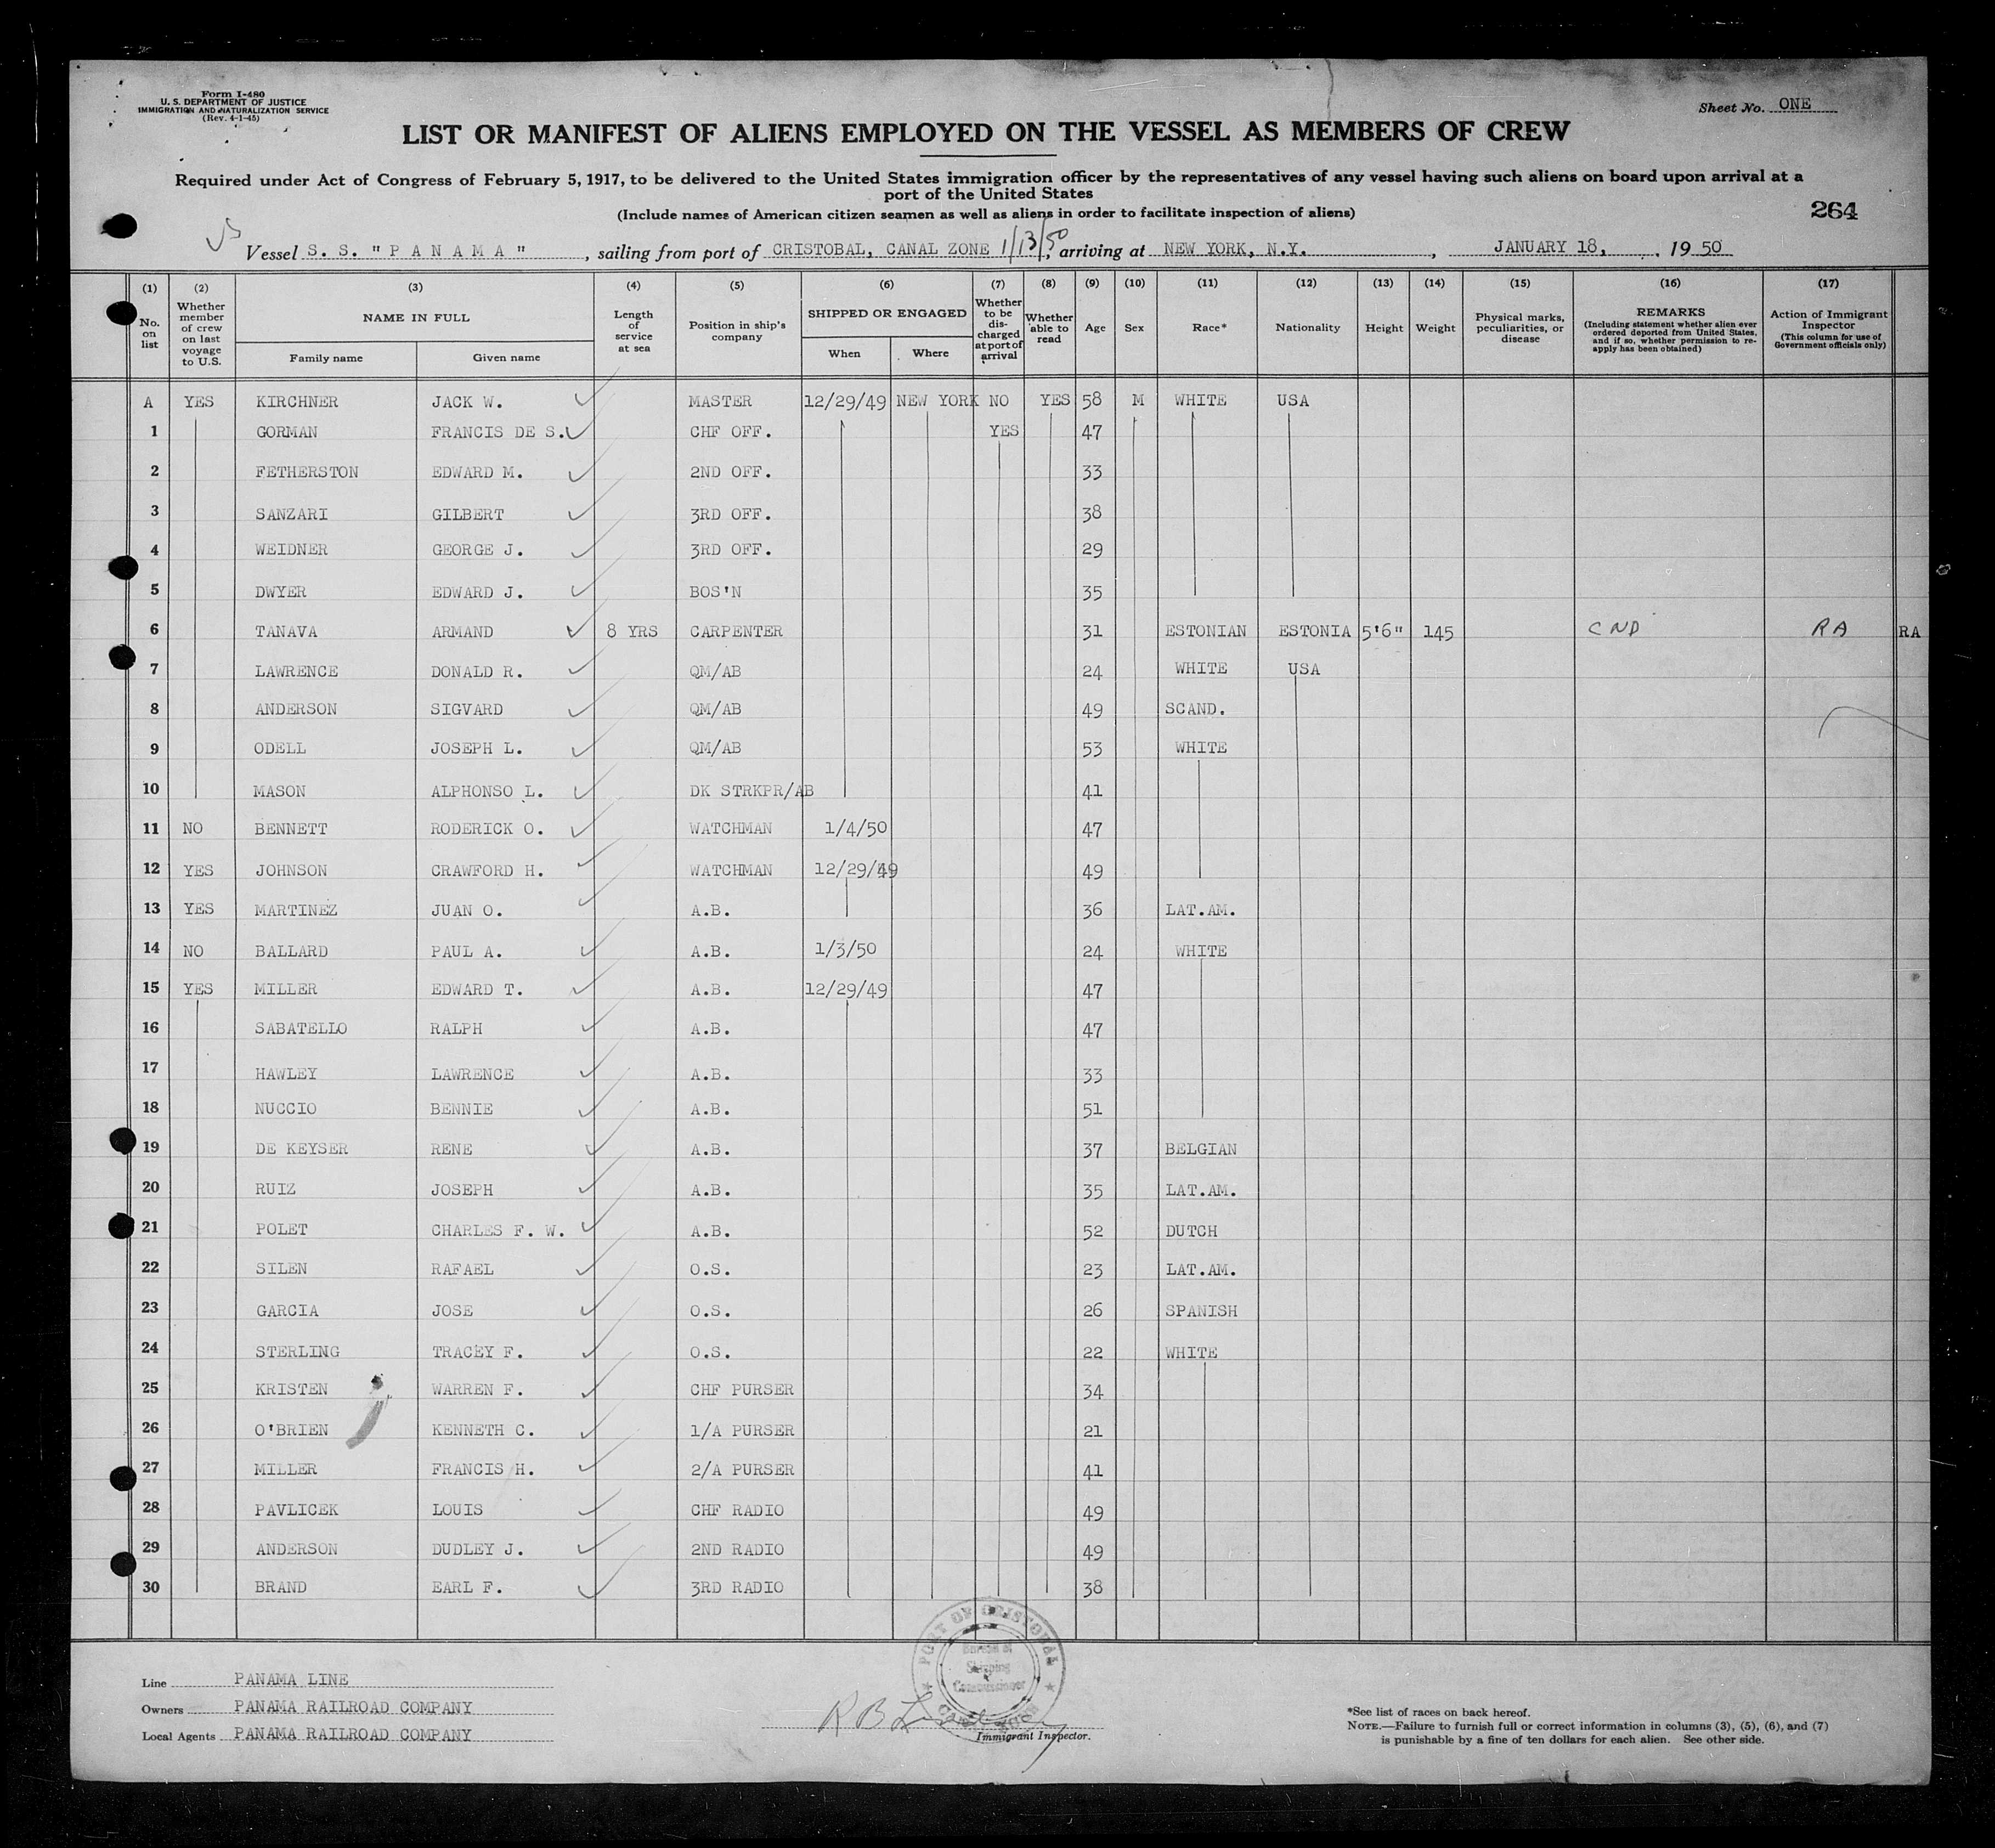 Form I-480
U. S. DEPARTMENT OF JUSTICE
IMMIGRATION AND NATURALIZATION SERVICE
(Rev. 4-1-45)
Sheet No. ONE
LIST OR MANIFEST OF ALIENS EMPLOYED ON THE VESSEL AS MEMBERS OF CREW
Required under Act of Congress of February 5, 1917, to be delivered to the United States immigration officer by the representatives of any vessel having such aliens on board upon arrival at a
port of the United States
(Include names of American citizen seamen as well as aliens in order to facilitate inspection of aliens)
264
Vessel S. S. "P A N A M A", sailing from port of CRISTOBAL, CANAL ZONE 1/13/50, arriving at NEW YORK, N.Y., JANUARY 18, 1950
(1) No. on list
(2) Whether member of crew on last voyage to U.S.
(3) NAME IN FULL Family name Given name
(4) Length of service at sea
(5) Position in ship's company
(6) SHIPPED OR ENGAGED When Where
(7) Whether to be discharged at port of arrival
(8) Whether able to read
(9) Age
(10) Sex
(11) Race*
(12) Nationality
(13) Height
(14) Weight
(15) Physical marks, peculiarities, or disease
(16) REMARKS (Including statement whether alien ever ordered deported from United States, and if so, whether permission to re-apply has been obtained)
(17) Action of Immigrant Inspector (This column for use of Government officials only)
A YES KIRCHNER JACK W. MASTER 12/29/49 NEW YORK NO YES 58 M WHITE USA
1 GORMAN FRANCIS DE S. CHF OFF. YES 47
2 FETHERSTON EDWARD M. 2ND OFF. 33
3 SANZARI GILBERT 3RD OFF. 38
4 WEIDNER GEORGE J. 3RD OFF. 29
5 DWYER EDWARD J. BOS'N 35
6 TANAVA ARMAND 8 YRS CARPENTER 31 ESTONIAN ESTONIA 5'6" 145 CND RA RA
7 LAWRENCE DONALD R. QM/AB 24 WHITE USA
8 ANDERSON SIGVARD QM/AB 49 SCAND.
9 ODELL JOSEPH L. QM/AB 53 WHITE
10 MASON ALPHONSO L. DK STRKPR/AB 41
11 NO BENNETT RODERICK O. WATCHMAN 1/4/50 47
12 YES JOHNSON CRAWFORD H. WATCHMAN 12/29/49 49
13 YES MARTINEZ JUAN O. A.B. 36 LAT.AM.
14 NO BALLARD PAUL A. A.B. 1/3/50 24 WHITE
15 YES MILLER EDWARD T. A.B. 12/29/49 47
16 SABATELLO RALPH A.B. 47
17 HAWLEY LAWRENCE A.B. 33
18 NUCCIO BENNIE A.B. 51
19 DE KEYSER RENE A.B. 37 BELGIAN
20 RUIZ JOSEPH A.B. 35 LAT.AM.
21 POLET CHARLES F. W. A.B. 52 DUTCH
22 SILEN RAFAEL O.S. 23 LAT.AM.
23 GARCIA JOSE O.S. 26 SPANISH
24 STERLING TRACEY F. O.S. 22 WHITE
25 KRISTEN WARREN F. CHF PURSER 34
26 O'BRIEN KENNETH C. 1/A PURSER 21
27 MILLER FRANCIS H. 2/A PURSER 41
28 PAVLICEK LOUIS CHF RADIO 49
29 ANDERSON DUDLEY J. 2ND RADIO 49
30 BRAND EARL F. 3RD RADIO 38
PORT OF CRISTOBAL
Shipping
Commissioner
Line PANAMA LINE
Owners PANAMA RAILROAD COMPANY
Local Agents PANAMA RAILROAD COMPANY
R B
Immigrant Inspector.
*See list of races on back hereof.
NOTE.—Failure to furnish full or correct information in columns (3), (5), (6), and (7)
is punishable by a fine of ten dollars for each alien. See other side.